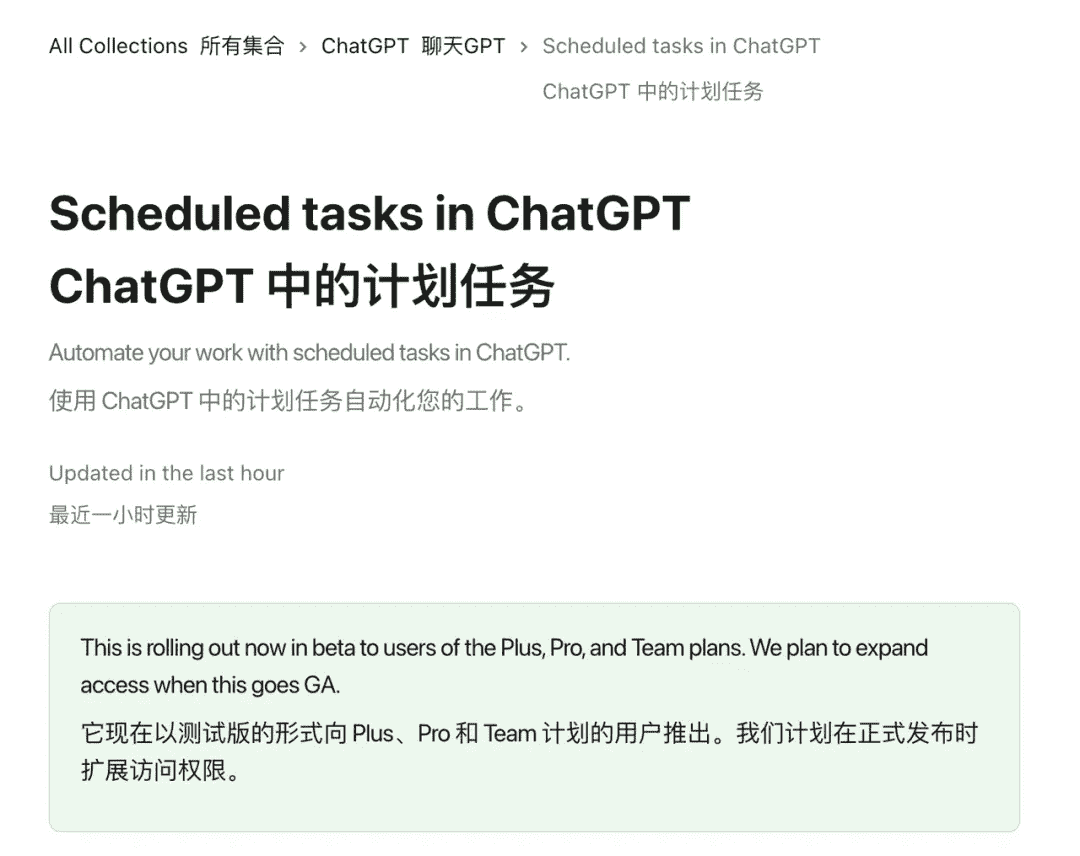 All Collections 所有集合 › ChatGPT 聊天GPT › Scheduled tasks in ChatGPT
ChatGPT 中的计划任务
Scheduled tasks in ChatGPT
ChatGPT 中的计划任务
Automate your work with scheduled tasks in ChatGPT.
使用 ChatGPT 中的计划任务自动化您的工作。
Updated in the last hour
最近一小时更新
This is rolling out now in beta to users of the Plus, Pro, and Team plans. We plan to expand
access when this goes GA.
它现在以测试版的形式向 Plus、Pro 和 Team 计划的用户推出。我们计划在正式发布时
扩展访问权限。